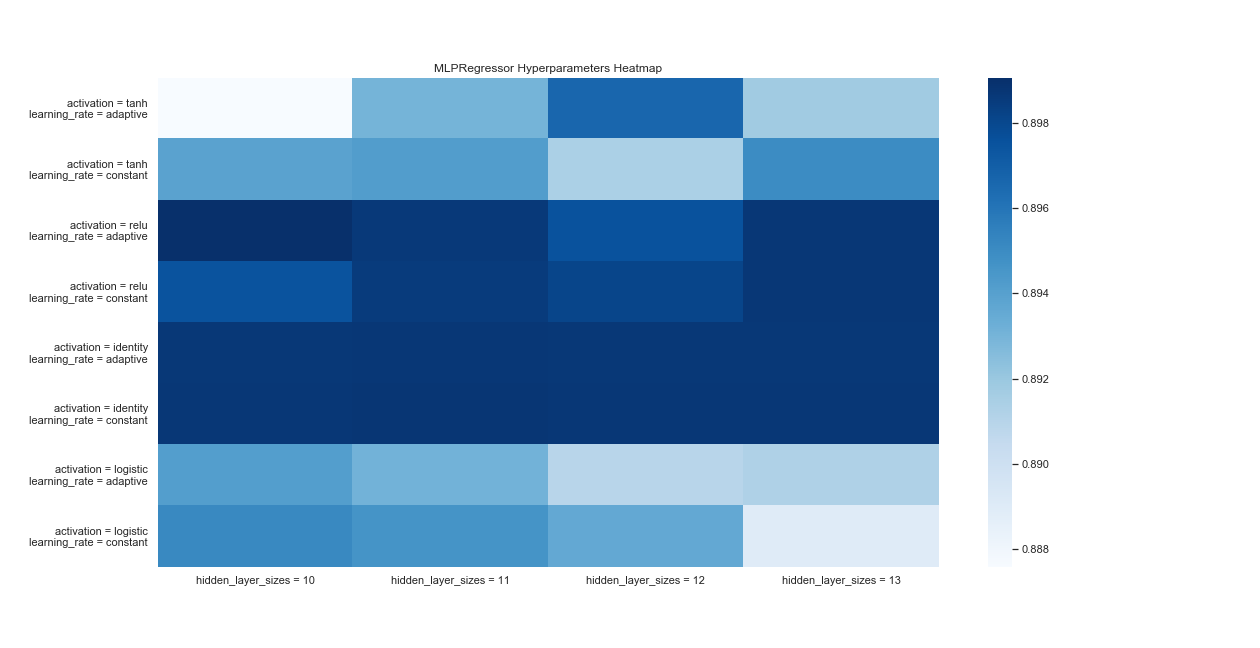 MLPRegressor Hyperparameters Heatmap
activation = tanh
learning_rate = adaptive
activation = tanh
learning_rate = constant
activation = relu
learning_rate = adaptive
activation = relu
learning_rate = constant
activation = identity
learning_rate = adaptive
activation = identity
learning_rate = constant
activation = logistic
learning_rate = adaptive
activation = logistic
learning_rate = constant
hidden_layer_sizes = 10
hidden_layer_sizes = 11
hidden_layer_sizes = 12
hidden_layer_sizes = 13
0.898
0.896
0.894
0.892
0.890
0.888